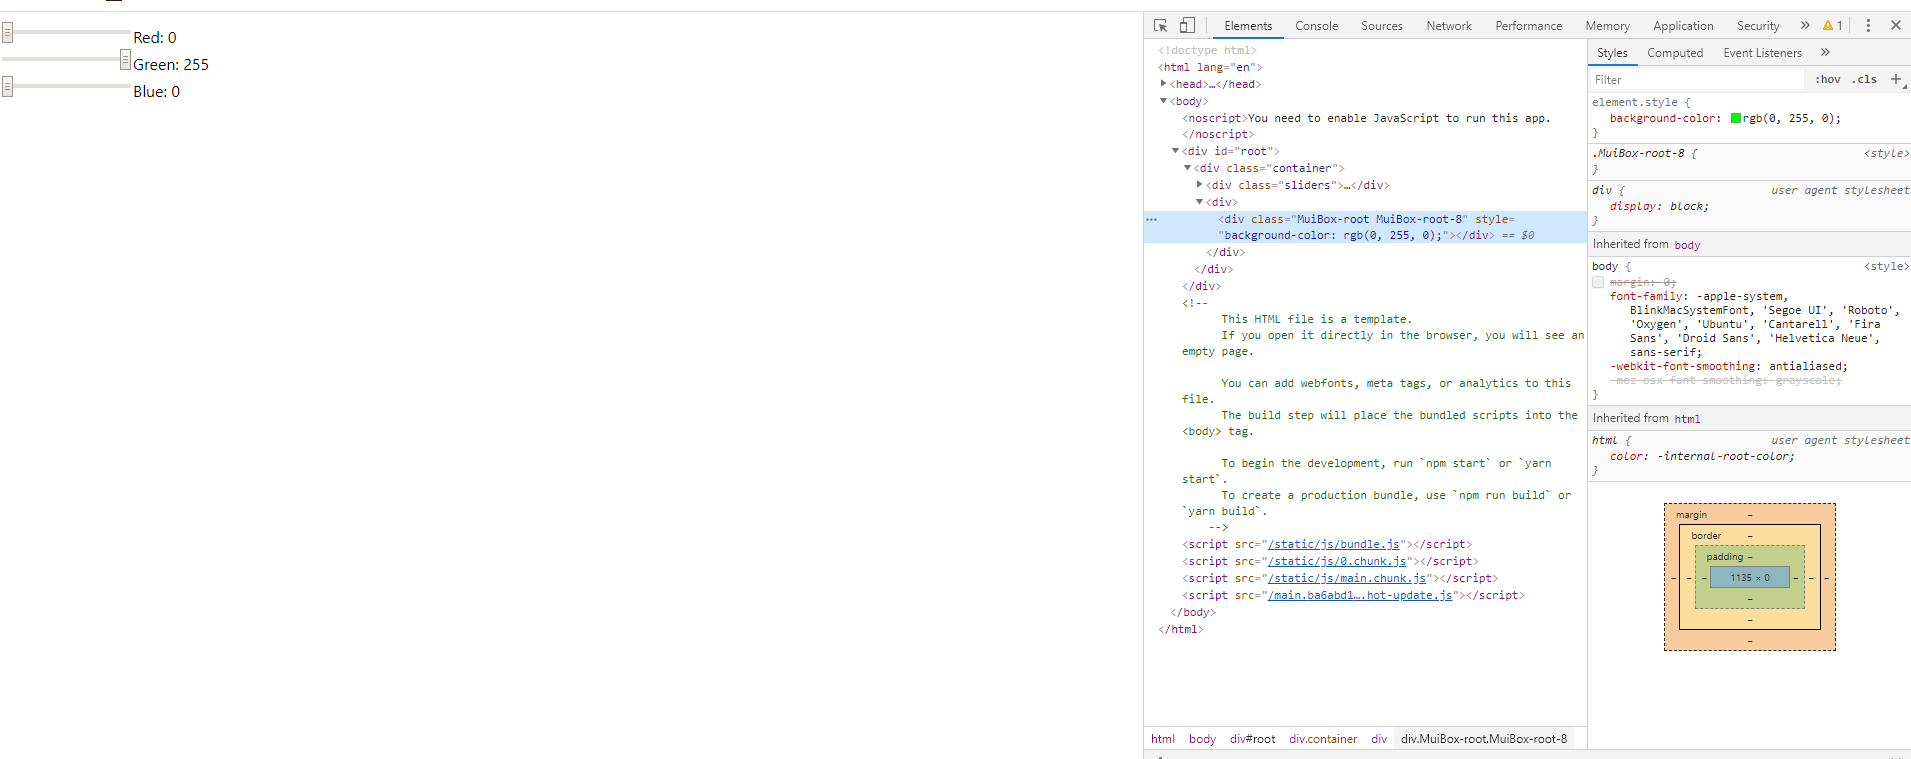 Red: 0
Green: 255
Blue: 0
Elements Console Sources Network Performance Memory Application Security » 1
<!doctype html>
<html lang="en">
<head>…</head>
<body>
<noscript>You need to enable JavaScript to run this app.
</noscript>
<div id="root">
<div class="container">
<div class="sliders">…</div>
<div>
<div class="MuiBox-root MuiBox-root-8" style=
"background-color: rgb(0, 255, 0);"></div> == $0
</div>
</div>
</div>
<!--
This HTML file is a template.
If you open it directly in the browser, you will see an
empty page.
You can add webfonts, meta tags, or analytics to this
file.
The build step will place the bundled scripts into the
<body> tag.
To begin the development, run `npm start` or `yarn
start`.
To create a production bundle, use `npm run build` or
`yarn build`.
-->
<script src="/static/js/bundle.js"></script>
<script src="/static/js/0.chunk.js"></script>
<script src="/static/js/main.chunk.js"></script>
<script src="/main.ba6abd1….hot-update.js"></script>
</body>
</html>
html body div#root div.container div div.MuiBox-root.MuiBox-root-8
Styles Computed Event Listeners »
Filter :hov .cls +
element.style {
background-color: rgb(0, 255, 0);
}
.MuiBox-root-8 { <style>
}
div { user agent stylesheet
display: block;
}
Inherited from body
body { <style>
margin: 0;
font-family: -apple-system,
BlinkMacSystemFont, 'Segoe UI', 'Roboto',
'Oxygen', 'Ubuntu', 'Cantarell', 'Fira
Sans', 'Droid Sans', 'Helvetica Neue',
sans-serif;
-webkit-font-smoothing: antialiased;
-moz-osx-font-smoothing: grayscale;
}
Inherited from html
html { user agent stylesheet
color: -internal-root-color;
}
margin –
border –
padding –
– – – 1135 × 0 – – –
–
–
–